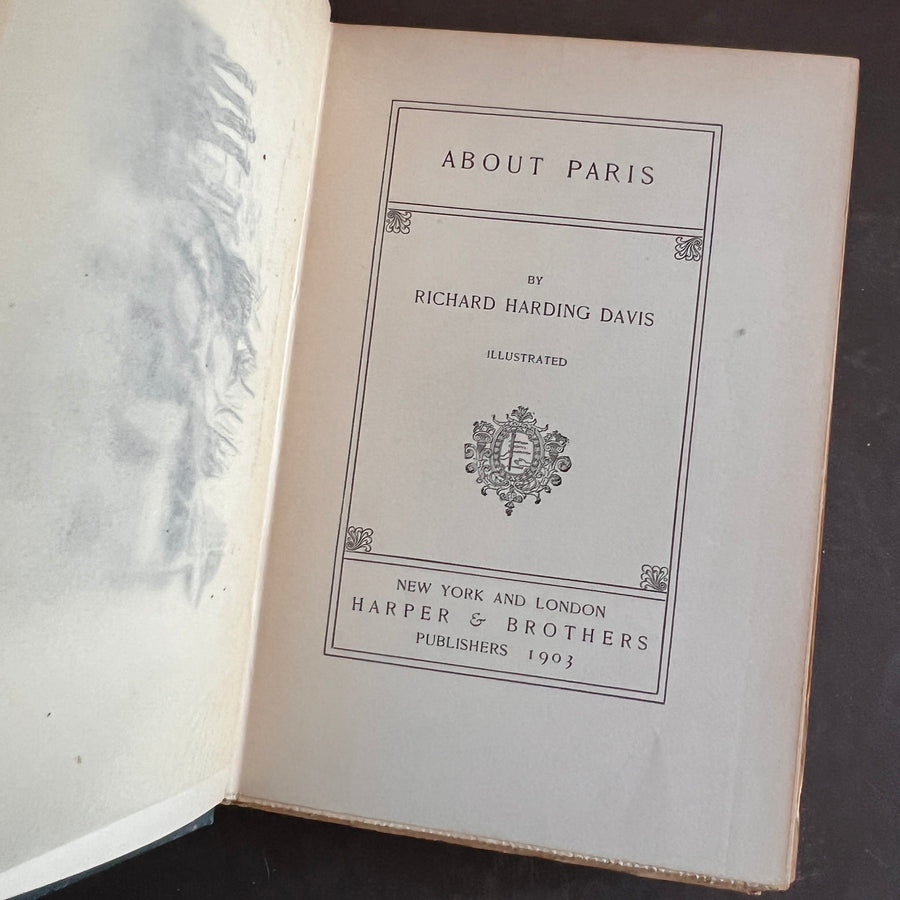 ABOUT PARIS
BY
RICHARD HARDING DAVIS
ILLUSTRATED
NEW YORK AND LONDON
HARPER & BROTHERS
PUBLISHERS 1903